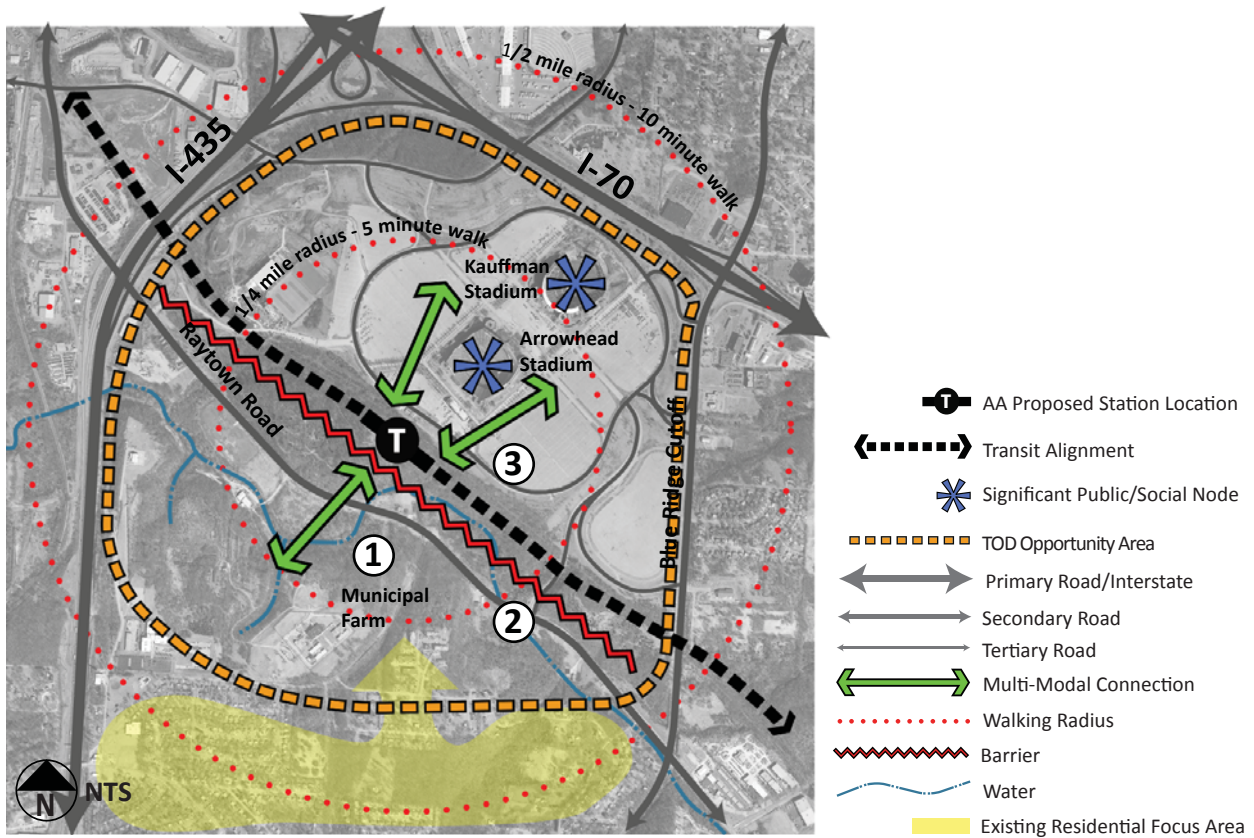 1/2 mile radius - 10 minute walk
I-435
I-70
1/4 mile radius - 5 minute walk
Kauffman
Stadium
Arrowhead
Stadium
Raytown Road
T
3
Blue Ridge Cutoff
1
Municipal
Farm
2
N
NTS
T
AA Proposed Station Location
Transit Alignment
Significant Public/Social Node
TOD Opportunity Area
Primary Road/Interstate
Secondary Road
Tertiary Road
Multi-Modal Connection
Walking Radius
Barrier
Water
Existing Residential Focus Area